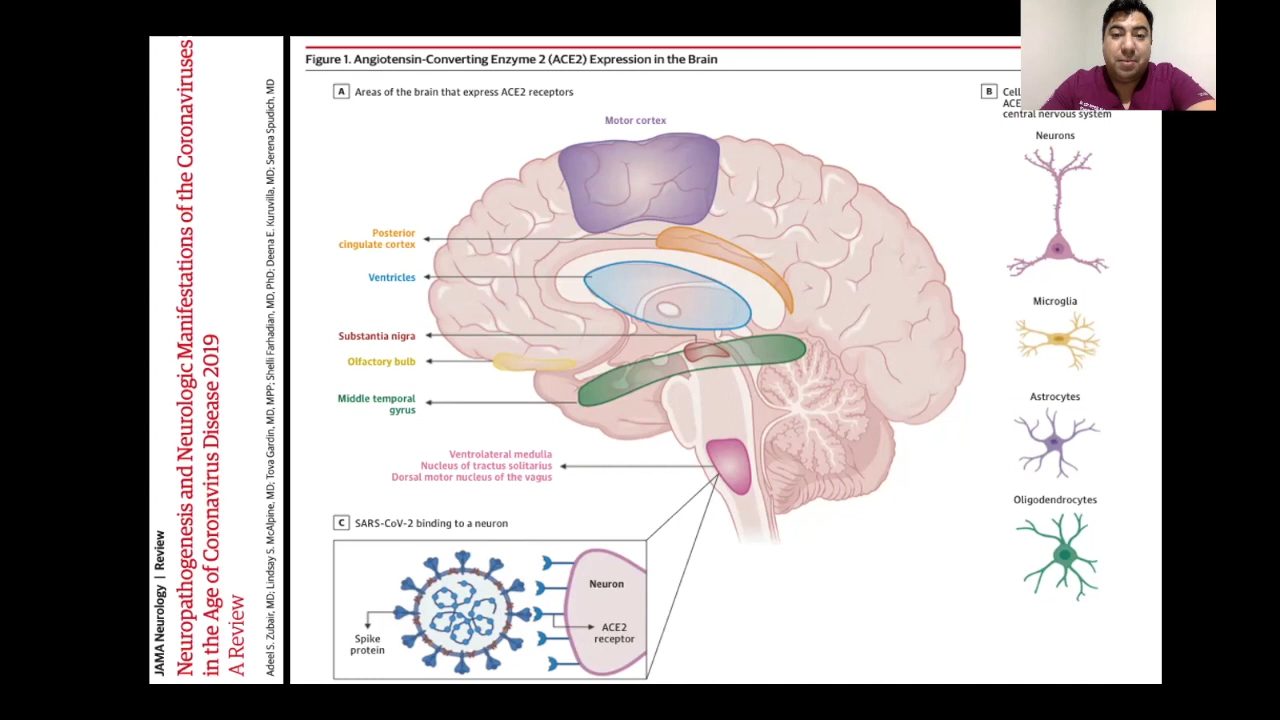 JAMA Neurology | Review
Neuropathogenesis and Neurologic Manifestations of the Coronaviruses
in the Age of Coronavirus Disease 2019
A Review
Adeel S. Zubair, MD; Lindsay S. McAlpine, MD; Tova Gardin, MD, MPP; Shelli Farhadian, MD, PhD; Deena E. Kuruvilla, MD; Serena Spudich, MD
Figure 1. Angiotensin-Converting Enzyme 2 (ACE2) Expression in the Brain
A Areas of the brain that express ACE2 receptors
Motor cortex
Posterior
cingulate cortex
Ventricles
Substantia nigra
Olfactory bulb
Middle temporal
gyrus
Ventrolateral medulla
Nucleus of tractus solitarius
Dorsal motor nucleus of the vagus
B
central nervous system
Neurons
Microglia
Astrocytes
Oligodendrocytes
C SARS-CoV-2 binding to a neuron
Spike
protein
Neuron
ACE2
receptor